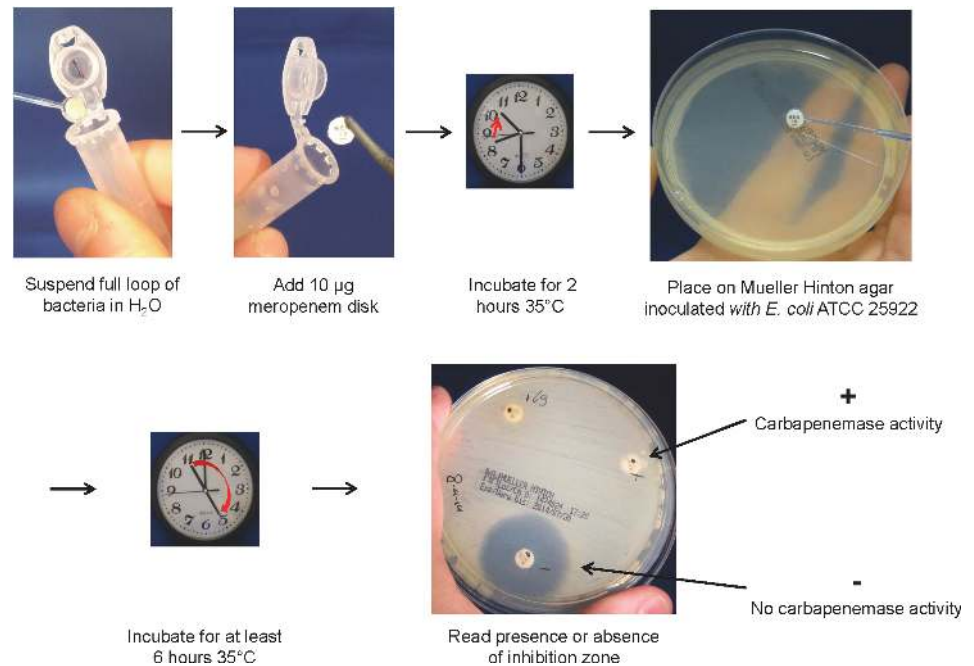 Suspend full loop of
bacteria in H₂O
Add 10 µg
meropenem disk
Incubate for 2
hours 35°C
Place on Mueller Hinton agar
inoculated with E. coli ATCC 25922
+
Carbapenemase activity
-
No carbapenemase activity
Incubate for at least
6 hours 35°C
Read presence or absence
of inhibition zone